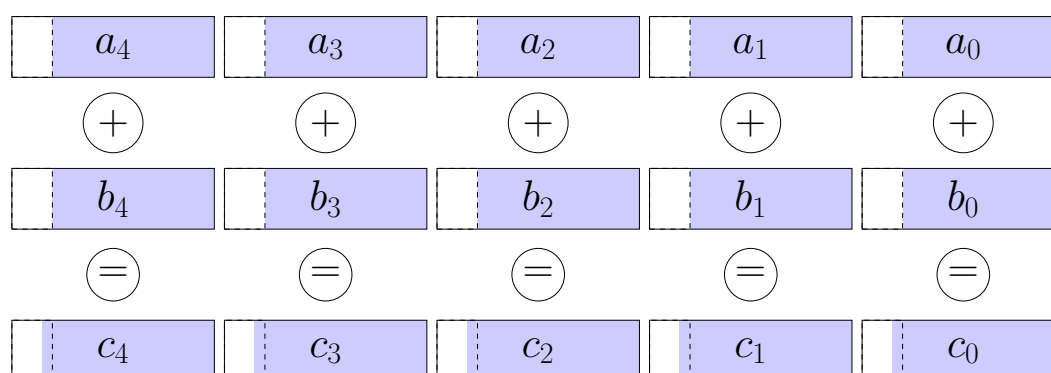 a₄ a₃ a₂ a₁ a₀
+ + + + +
b₄ b₃ b₂ b₁ b₀
= = = = =
c₄ c₃ c₂ c₁ c₀